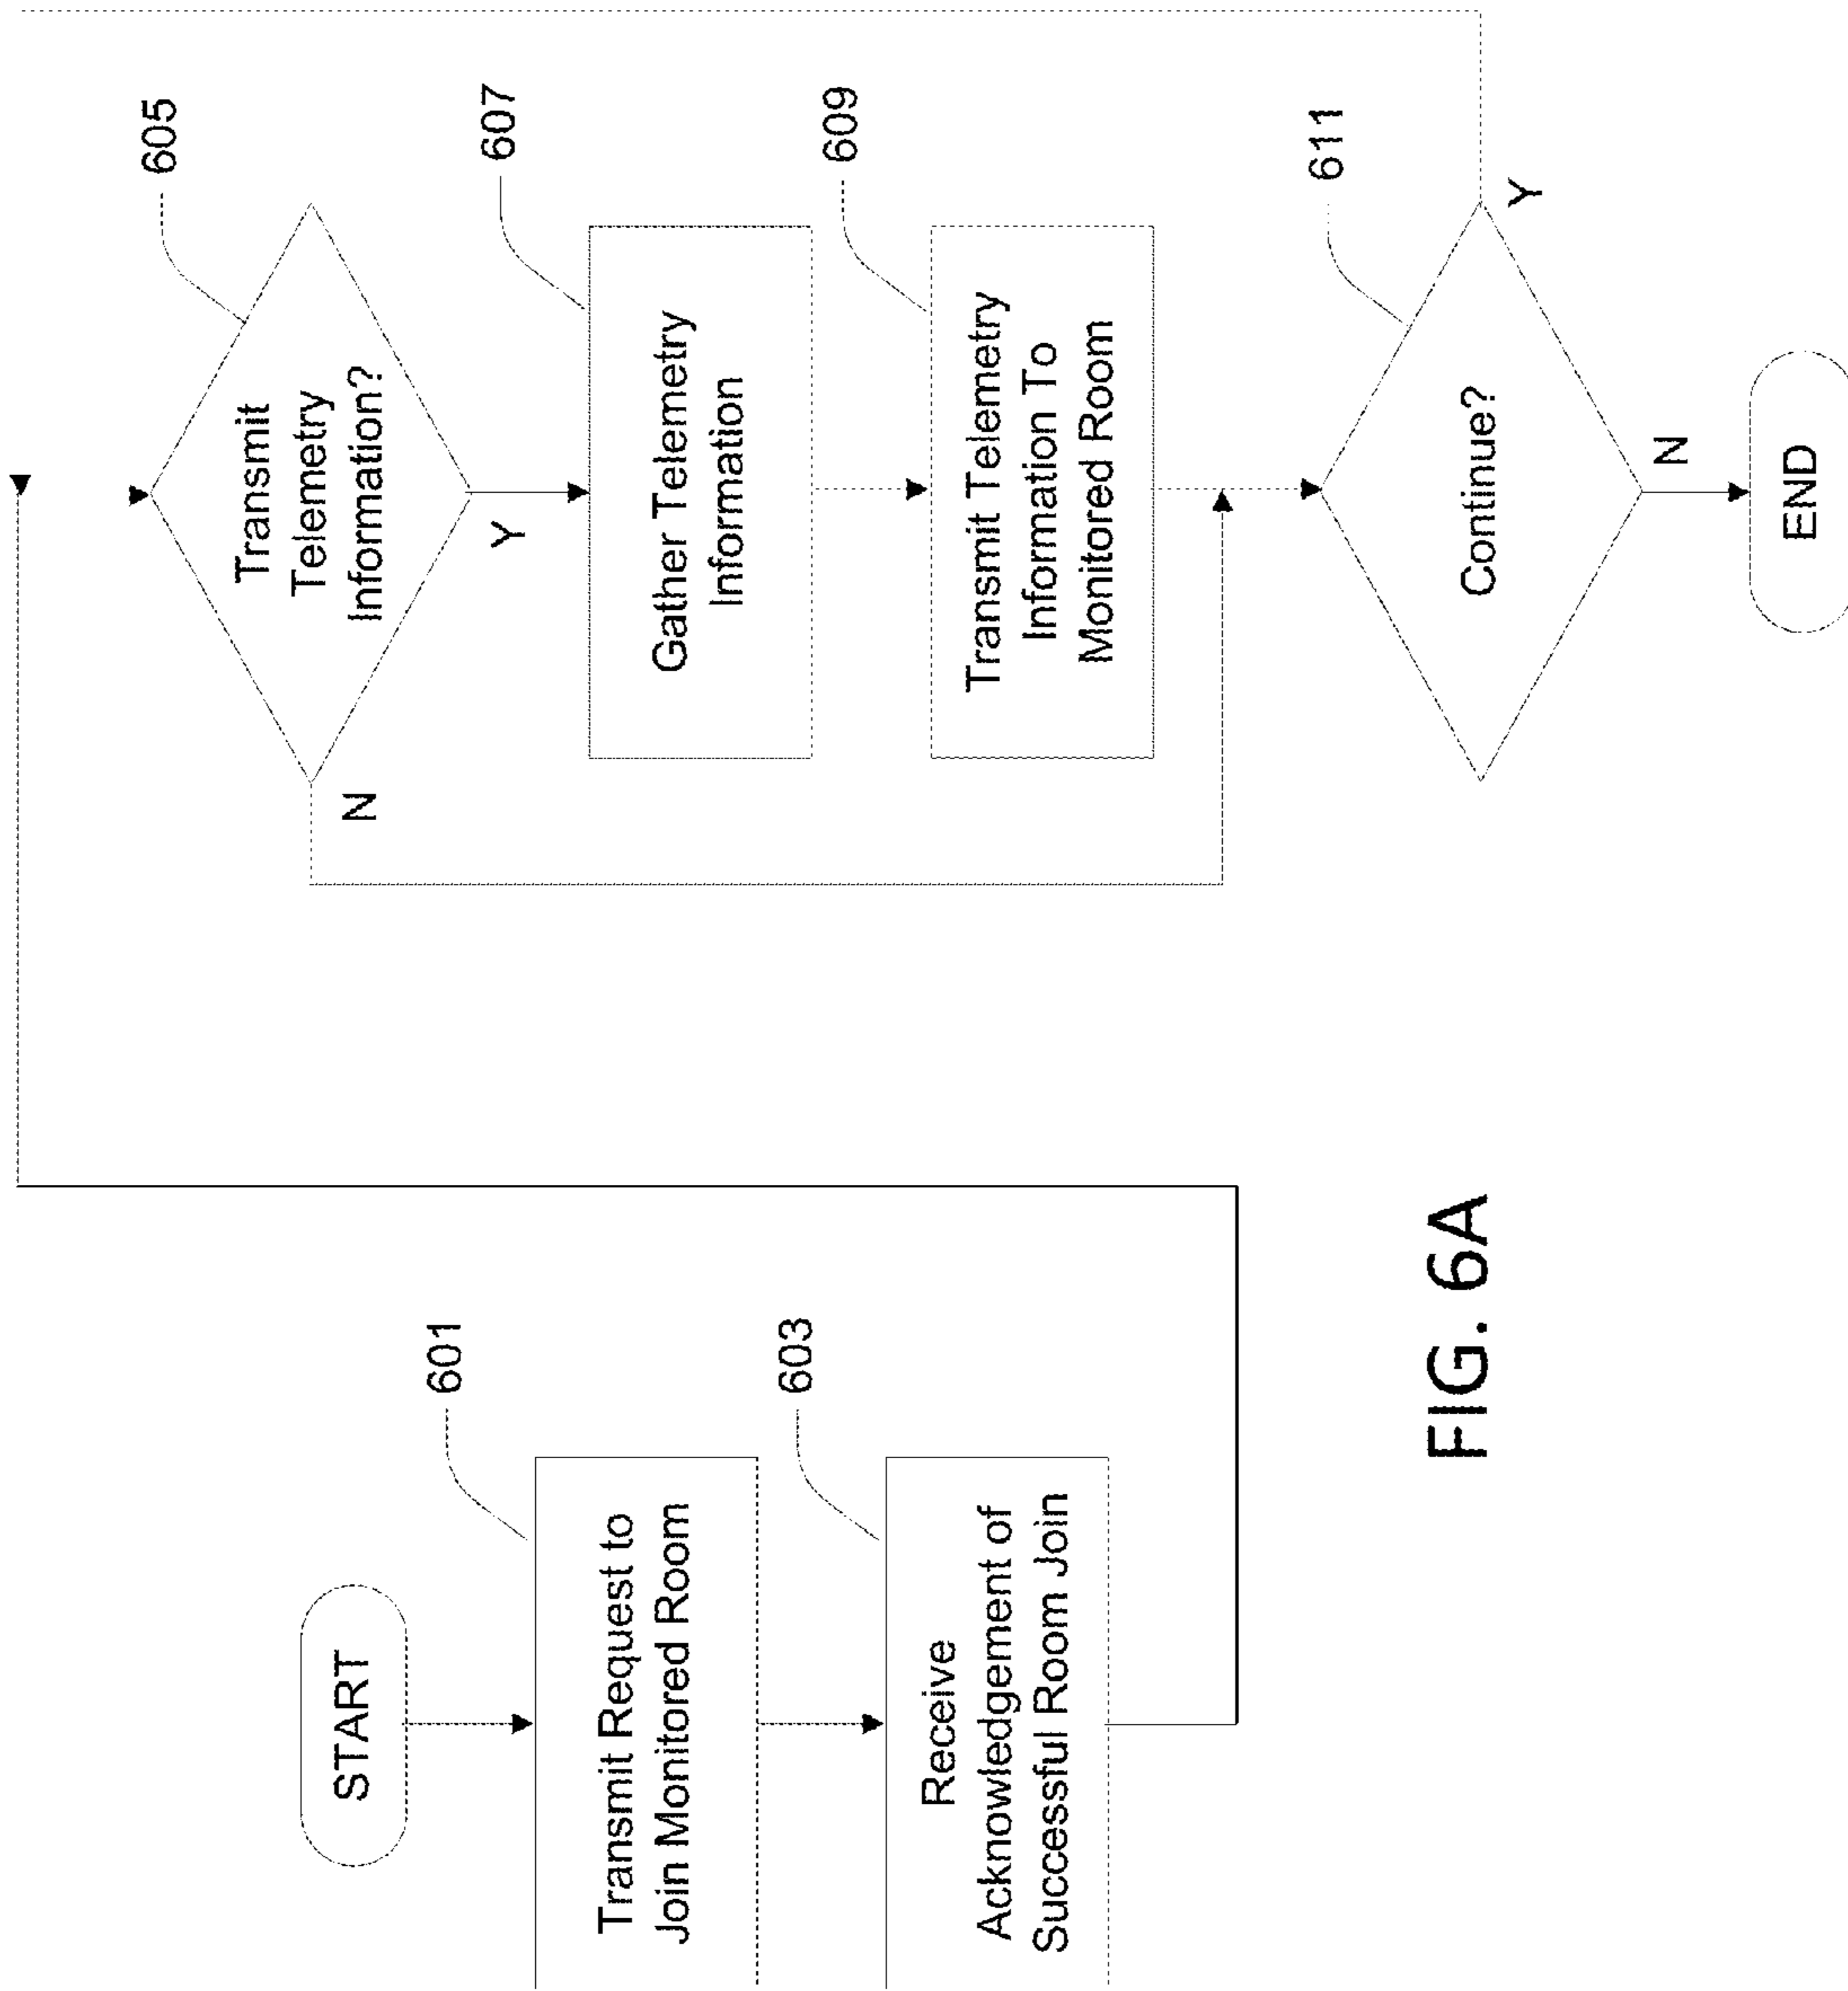 START
601
Transmit Request to
Join Monitored Room
603
Receive
Acknowledgement of
Successful Room Join
605
Transmit
Telemetry
Information?
N
Y
607
Gather Telemetry
Information
609
Transmit Telemetry
Information To
Monitored Room
611
Continue?
Y
N
END
FIG. 6A